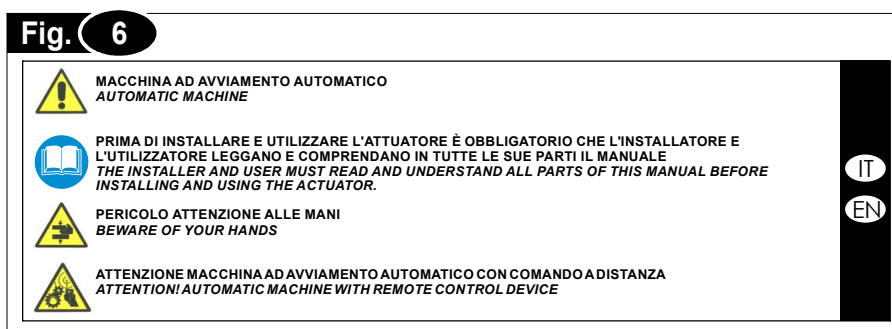 Fig. 6
MACCHINA AD AVVIAMENTO AUTOMATICO
AUTOMATIC MACHINE
PRIMA DI INSTALLARE E UTILIZZARE L'ATTUATORE È OBBLIGATORIO CHE L'INSTALLATORE E
L'UTILIZZATORE LEGGANO E COMPRENDANO IN TUTTE LE SUE PARTI IL MANUALE
THE INSTALLER AND USER MUST READ AND UNDERSTAND ALL PARTS OF THIS MANUAL BEFORE
INSTALLING AND USING THE ACTUATOR.
PERICOLO ATTENZIONE ALLE MANI
BEWARE OF YOUR HANDS
ATTENZIONE MACCHINA AD AVVIAMENTO AUTOMATICO CON COMANDO A DISTANZA
ATTENTION! AUTOMATIC MACHINE WITH REMOTE CONTROL DEVICE
IT
EN